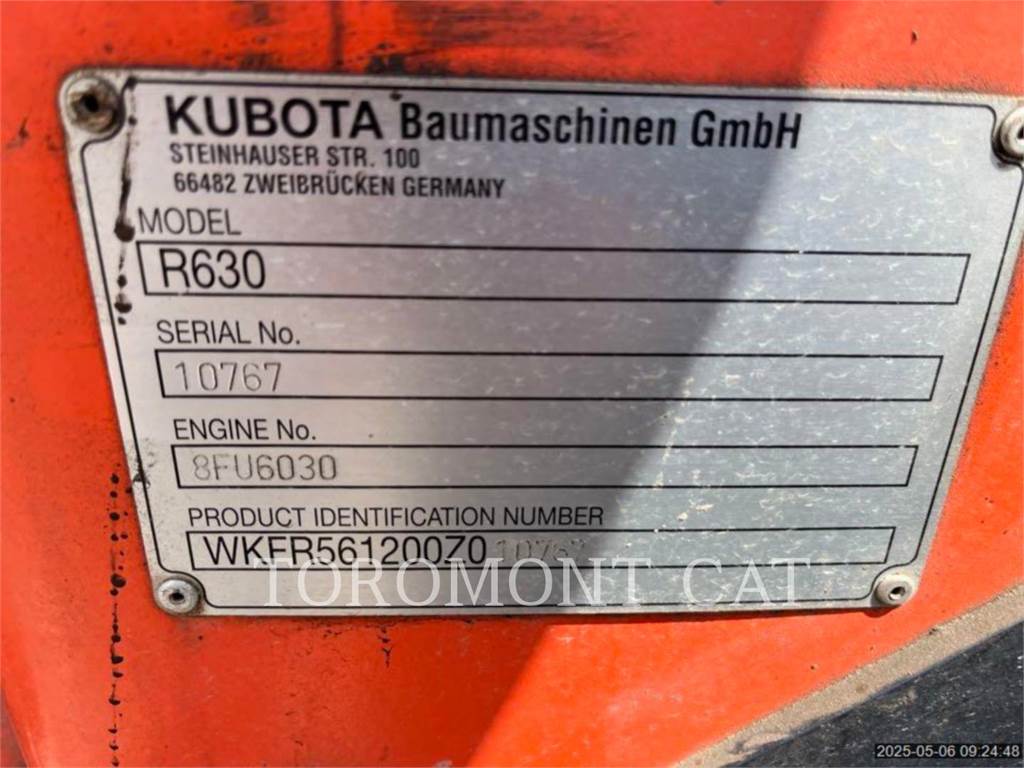 KUBOTA Baumaschinen GmbH
STEINHAUSER STR. 100
66482 ZWEIBRÜCKEN GERMANY
MODEL
R630
SERIAL No.
10767
ENGINE No.
8FU6030
PRODUCT IDENTIFICATION NUMBER
WKFR561200Z010767
TOROMONT CAT
2025-05-06 09:24:48